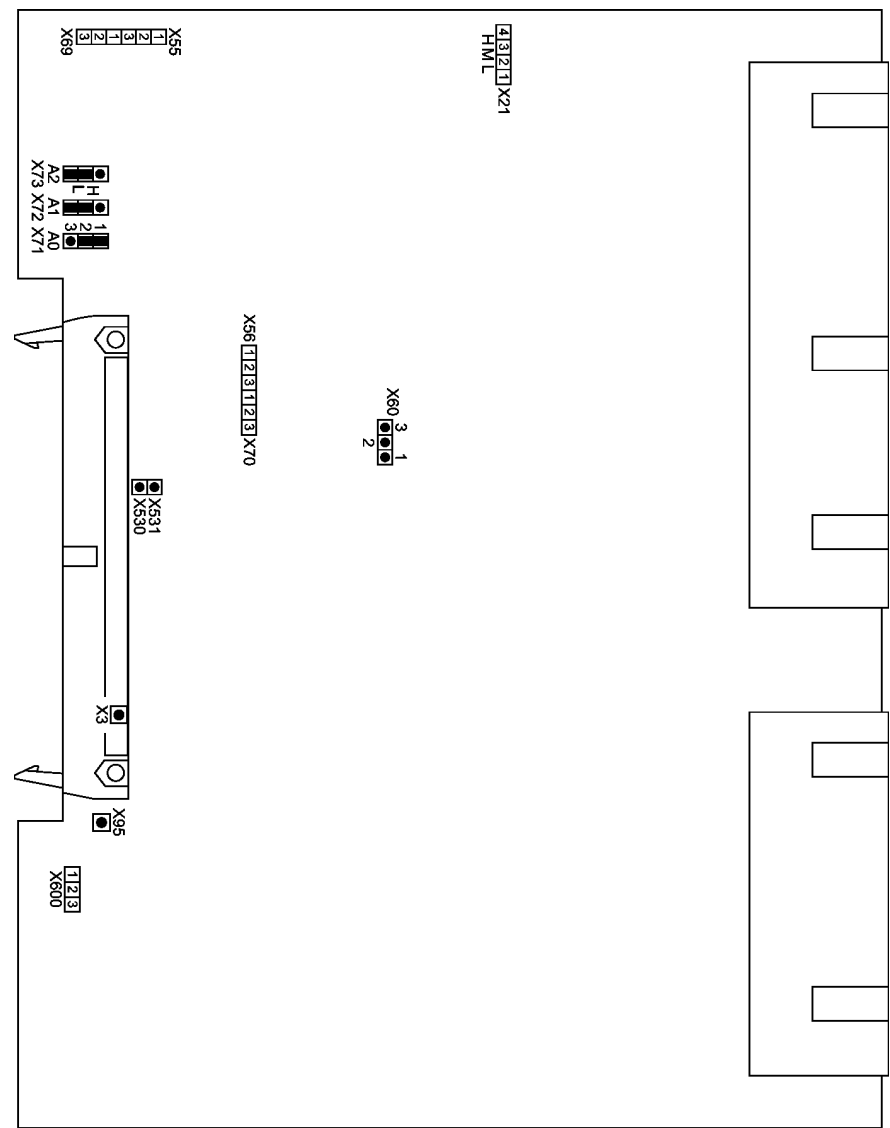 X69 3 2 1 3 2 1 X55
4 3 2 1 X21
H M L
X73 A2
L H
X72 A1
3 2 1
X71 A0
X56 1 2 3 1 2 3 X70
X60
3
2
1
X531
X530
X3
X95
X600 1 2 3